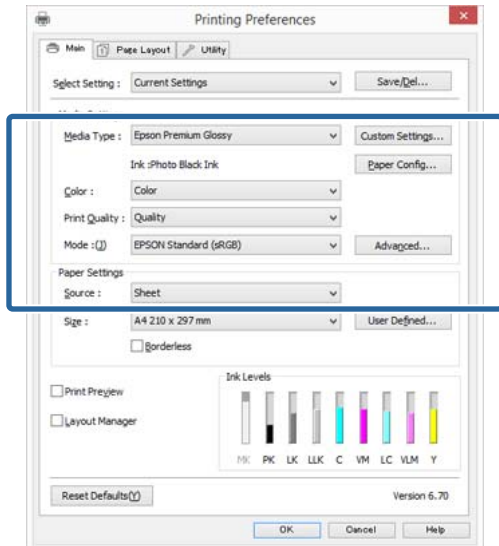 Printing Preferences
Main Page Layout Utility
Select Setting : Current Settings Save/Del...
Media Type : Epson Premium Glossy Custom Settings...
Ink :Photo Black Ink Paper Config...
Color : Color
Print Quality : Quality
Mode :(J) EPSON Standard (sRGB) Advanced...
Paper Settings
Source : Sheet
Size : A4 210 x 297 mm User Defined...
Borderless
Print Preview
Layout Manager
Ink Levels
MK PK LK LLK C VM LC VLM Y
Reset Defaults(Y) Version 6.70
OK Cancel Help